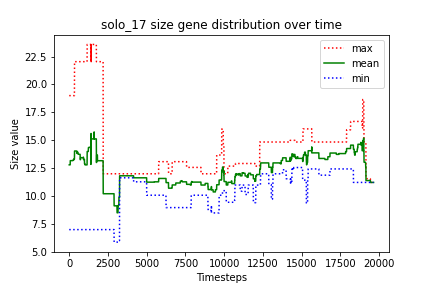 solo_17 size gene distribution over time
max
mean
min
Size value
22.5
20.0
17.5
15.0
12.5
10.0
7.5
5.0
0 2500 5000 7500 10000 12500 15000 17500 20000
Timesteps